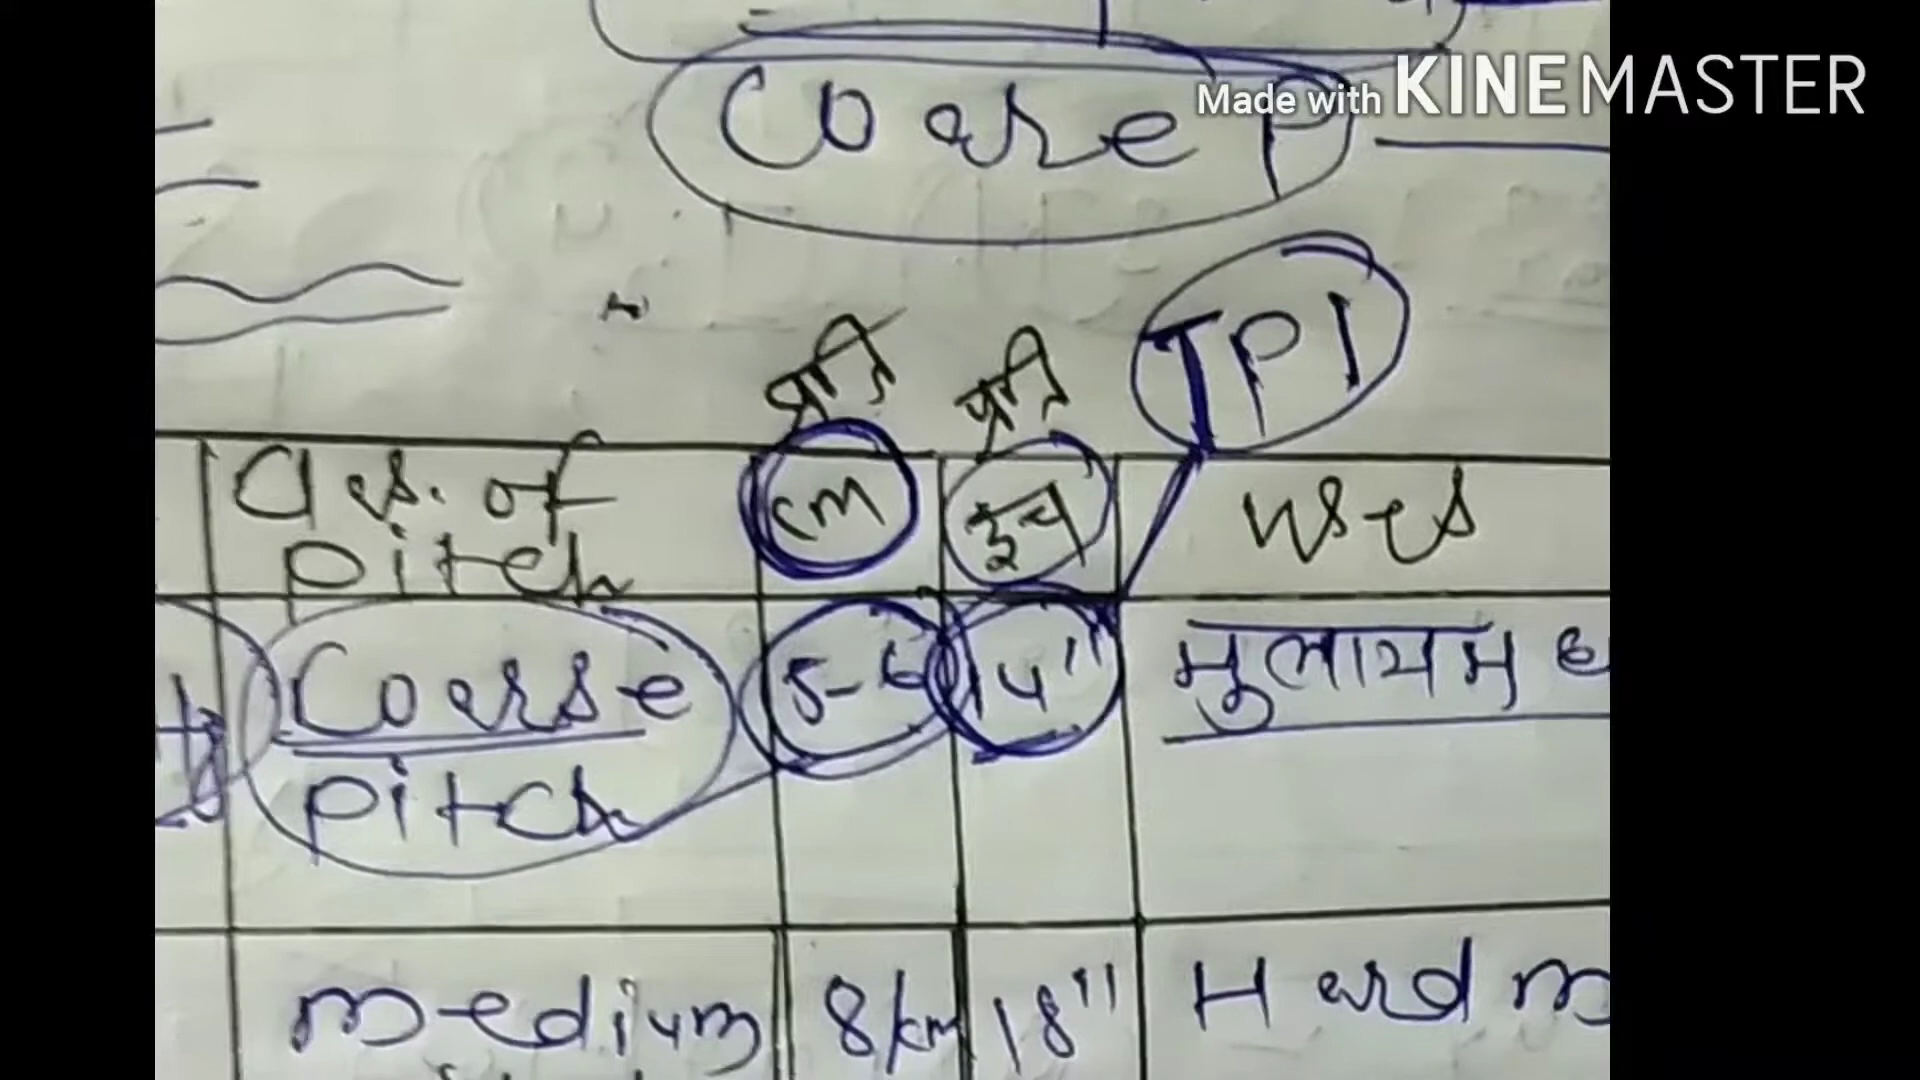 Made with KINEMASTER
Coare P
TPI
प्रति प्रति
Cls. of pitch cm इंच uses
Coarse 5-6 14" मुलायम
pitch
medium 8/cm 18" Hard m